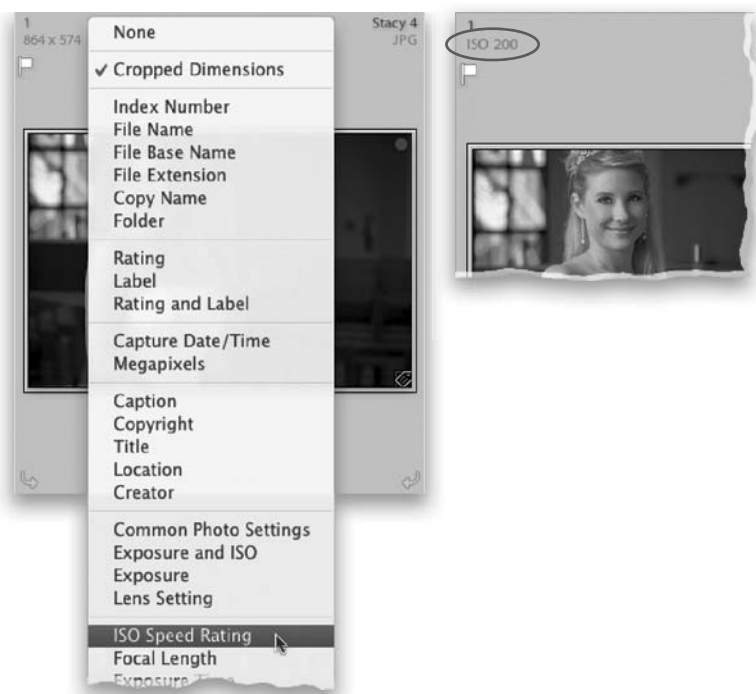 1
864 x 574
Stacy 4
JPG
None
✓ Cropped Dimensions
Index Number
File Name
File Base Name
File Extension
Copy Name
Folder
Rating
Label
Rating and Label
Capture Date/Time
Megapixels
Caption
Copyright
Title
Location
Creator
Common Photo Settings
Exposure and ISO
Exposure
Lens Setting
ISO Speed Rating
Focal Length
Exposure Time
1
ISO 200